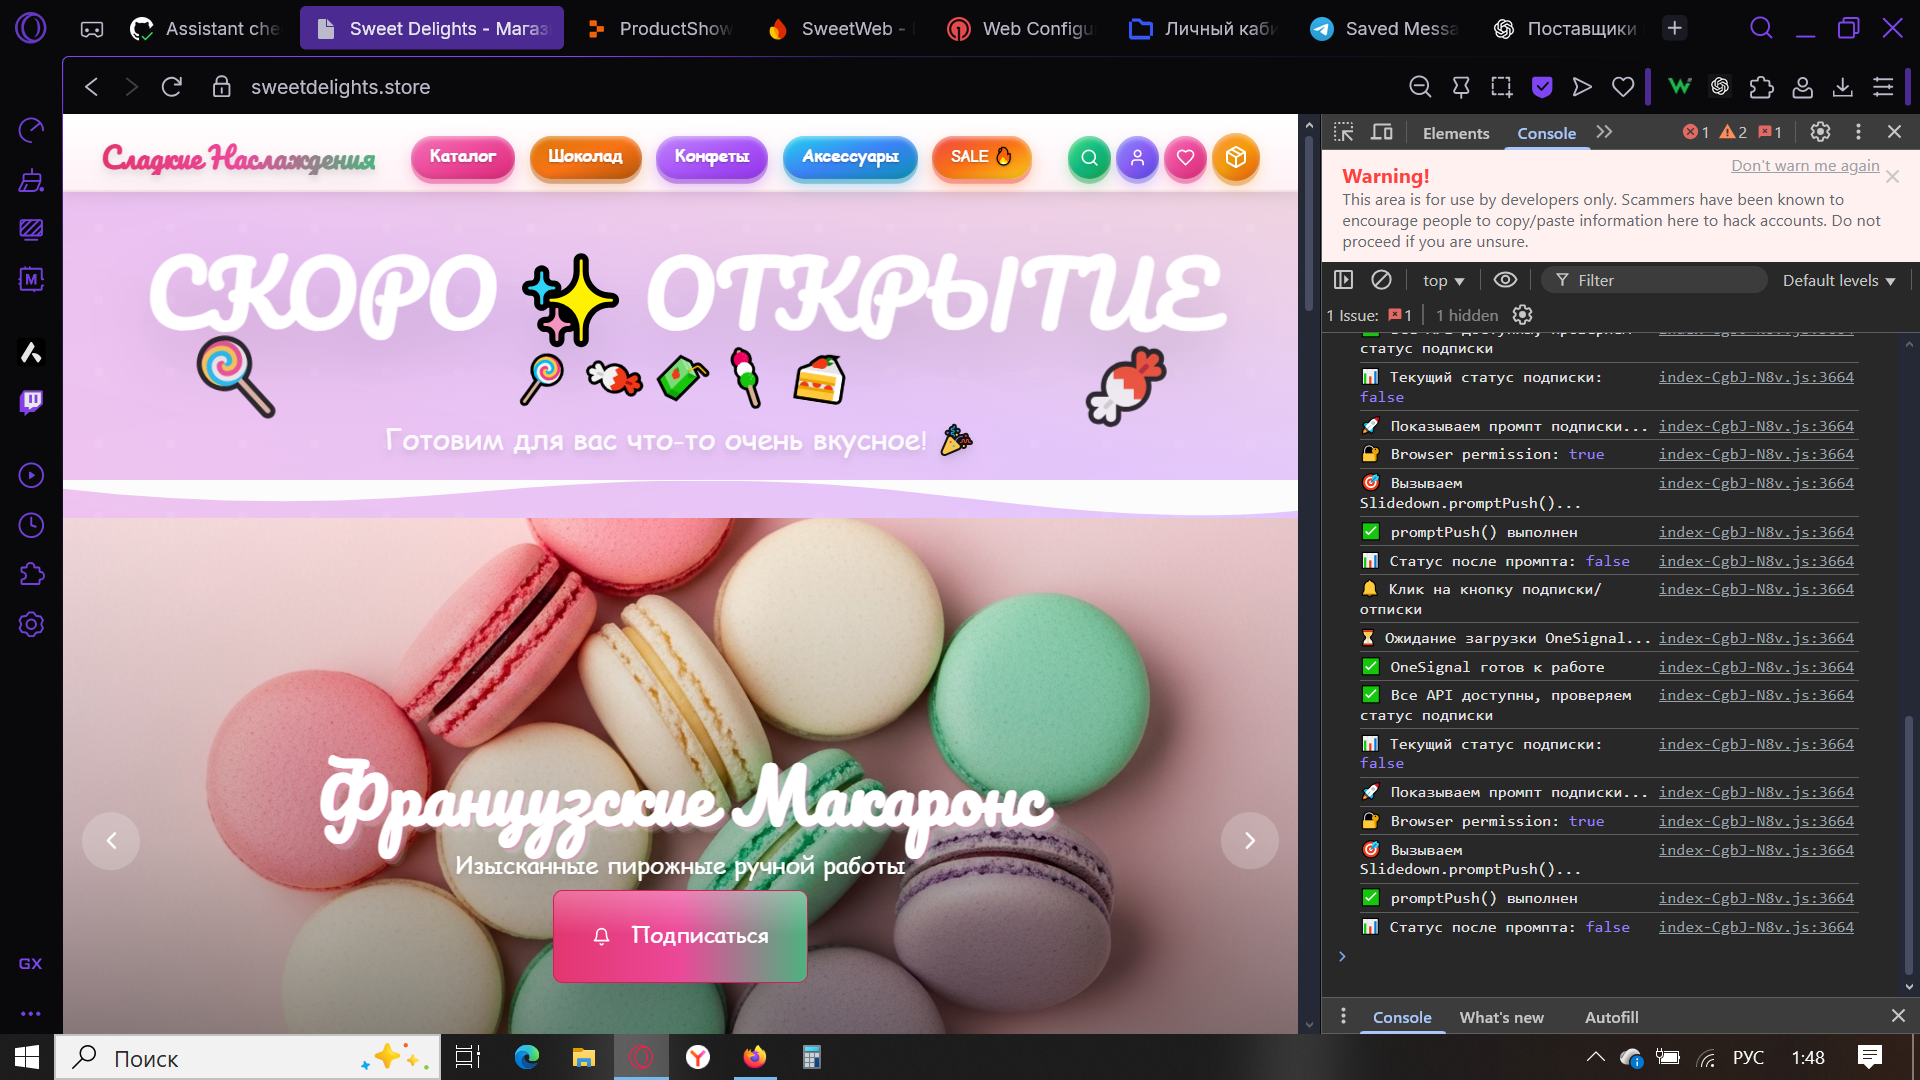 Assistant che
Sweet Delights - Магаз
ProductShow
SweetWeb -
Web Configu
Личный каби
Saved Messa
Поставщики
sweetdelights.store
Сладкие Наслаждения
Каталог
Шоколад
Конфеты
Аксессуары
SALE
СКОРО ОТКРЫТИЕ
Готовим для вас что-то очень вкусное!
Французские Макаронс
Изысканные пирожные ручной работы
Подписаться
Elements
Console
1
2
1
Warning!
Don't warn me again
This area is for use by developers only. Scammers have been known to
encourage people to copy/paste information here to hack accounts. Do not
proceed if you are unsure.
top
Filter
Default levels
1 Issue: 1
1 hidden
статус подписки
Текущий статус подписки: index-CgbJ-N8v.js:3664
false
Показываем промпт подписки... index-CgbJ-N8v.js:3664
Browser permission: true index-CgbJ-N8v.js:3664
Вызываем index-CgbJ-N8v.js:3664
Slidedown.promptPush()...
promptPush() выполнен index-CgbJ-N8v.js:3664
Статус после промпта: false index-CgbJ-N8v.js:3664
Клик на кнопку подписки/ index-CgbJ-N8v.js:3664
отписки
Ожидание загрузки OneSignal... index-CgbJ-N8v.js:3664
OneSignal готов к работе index-CgbJ-N8v.js:3664
Все API доступны, проверяем index-CgbJ-N8v.js:3664
статус подписки
Текущий статус подписки: index-CgbJ-N8v.js:3664
false
Показываем промпт подписки... index-CgbJ-N8v.js:3664
Browser permission: true index-CgbJ-N8v.js:3664
Вызываем index-CgbJ-N8v.js:3664
Slidedown.promptPush()...
promptPush() выполнен index-CgbJ-N8v.js:3664
Статус после промпта: false index-CgbJ-N8v.js:3664
Console
What's new
Autofill
GX
Поиск
РУС
1:48